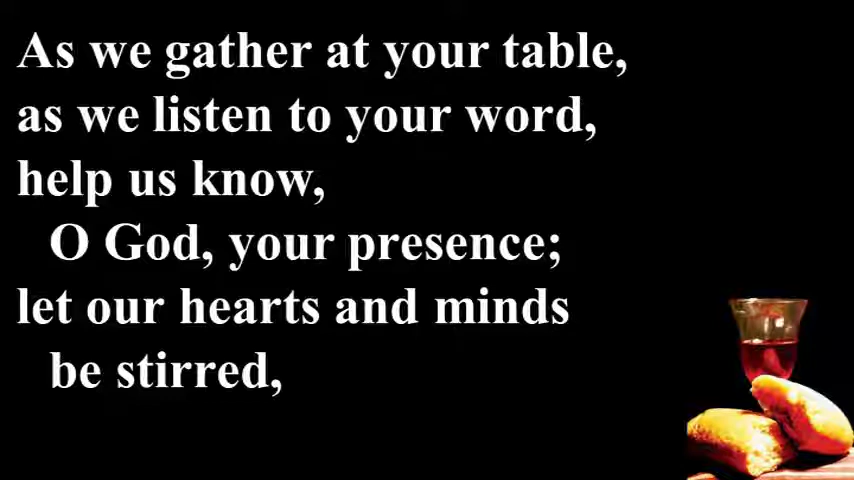 As we gather at your table,
as we listen to your word,
help us know,
O God, your presence;
let our hearts and minds
be stirred,